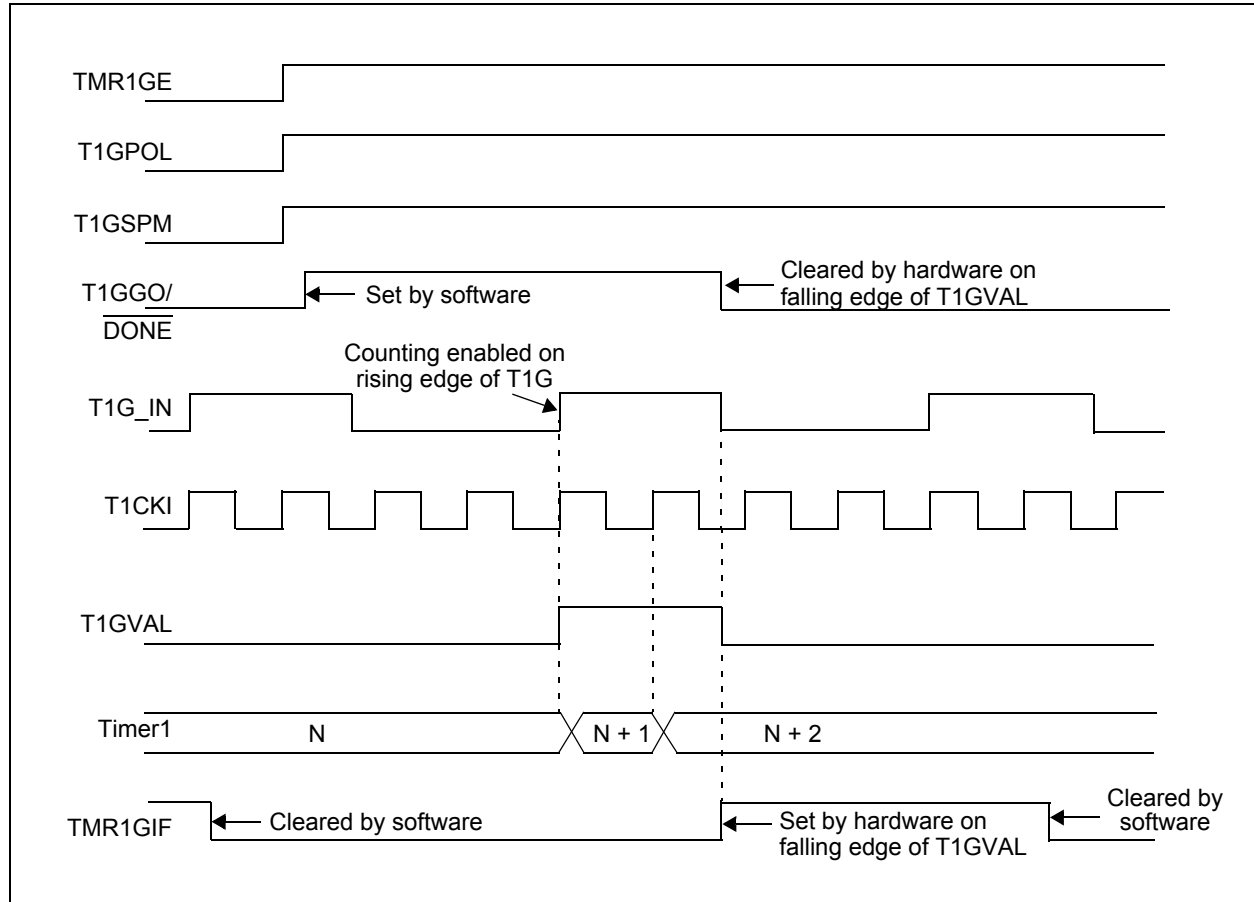 TMR1GE
T1GPOL
T1GSPM
T1GGO/
DONE
Set by software
Cleared by hardware on
falling edge of T1GVAL
Counting enabled on
rising edge of T1G
T1G_IN
T1CKI
T1GVAL
Timer1
N
N + 1
N + 2
TMR1GIF
Cleared by software
Set by hardware on
falling edge of T1GVAL
Cleared by
software